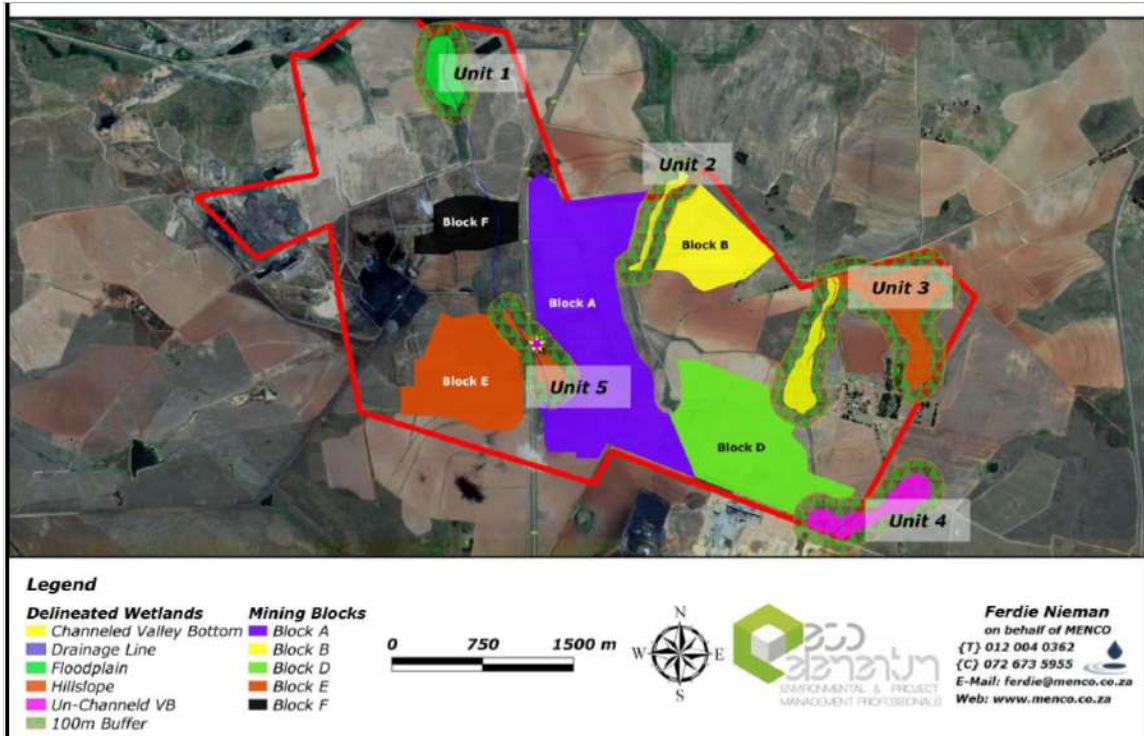 Unit 1
Unit 2
Block F
Block B
Unit 3
Block A
Block E
Unit 5
Block D
Unit 4
Legend
Delineated Wetlands
Channeled Valley Bottom
Drainage Line
Floodplain
Hillslope
Un-Channeld VB
100m Buffer
Mining Blocks
Block A
Block B
Block D
Block E
Block F
0 750 1500 m
N
W E
S
eco
elementum
ENVIRONMENTAL & PROJECT
MANAGEMENT PROFESSIONALS
Ferdie Nieman
on behalf of MENCO
{T} 012 004 0362
{C} 072 673 5955
E-Mail: ferdie@menco.co.za
Web: www.menco.co.za